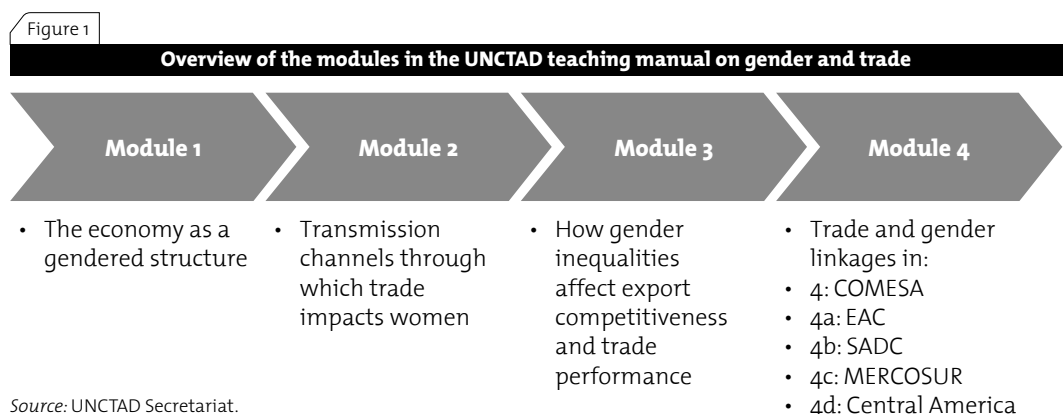 Figure 1
Overview of the modules in the UNCTAD teaching manual on gender and trade
Module 1
Module 2
Module 3
Module 4
• The economy as a
gendered structure
• Transmission
channels through
which trade
impacts women
• How gender
inequalities
affect export
competitiveness
and trade
performance
• Trade and gender
linkages in:
• 4: COMESA
• 4a: EAC
• 4b: SADC
• 4c: MERCOSUR
• 4d: Central America
Source: UNCTAD Secretariat.